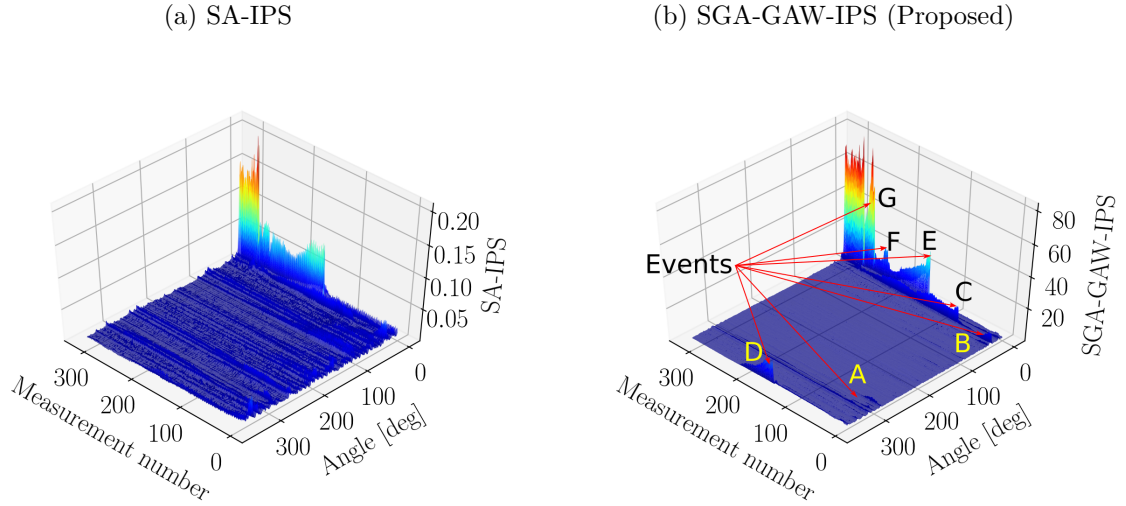 (a) SA-IPS
(b) SGA-GAW-IPS (Proposed)
0.20
0.15
0.10
0.05
SA-IPS
300
200
100
0
Measurement number
300
200
100
0
Angle [deg]
Events
G
F
E
C
B
D
A
80
60
40
20
SGA-GAW-IPS
300
200
100
0
Measurement number
300
200
100
0
Angle [deg]